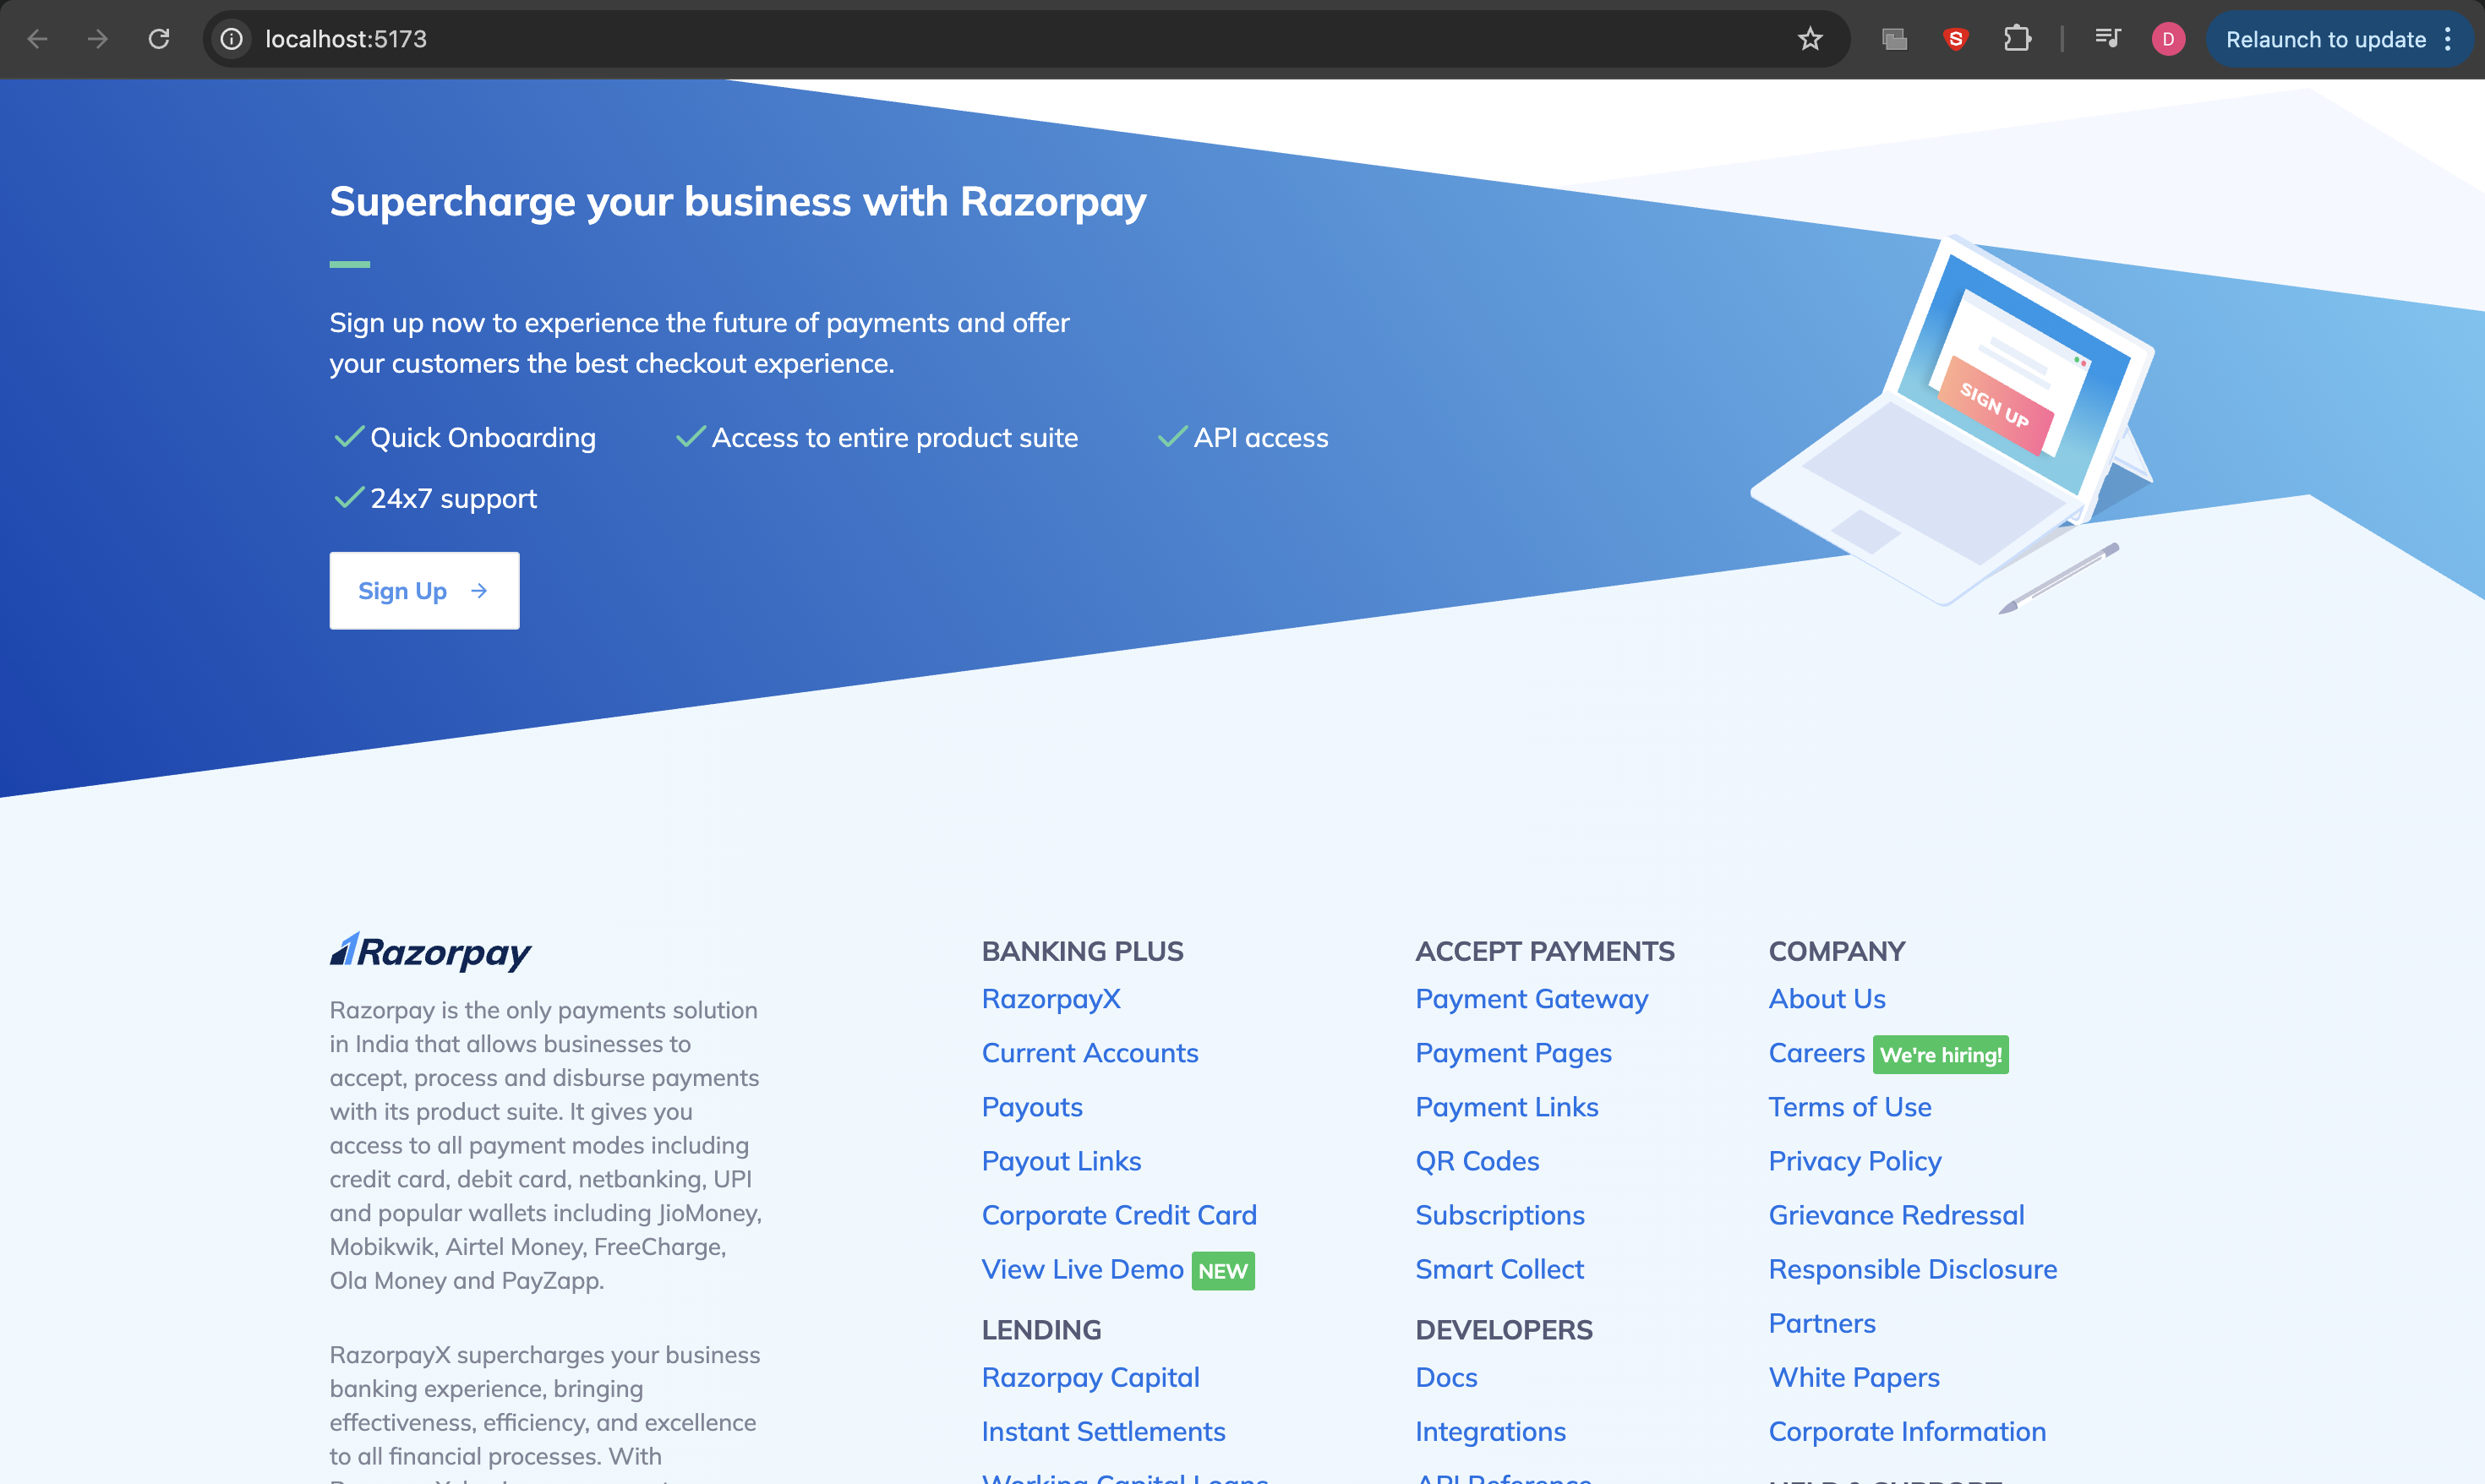 localhost:5173
D
Relaunch to update
Supercharge your business with Razorpay
Sign up now to experience the future of payments and offer
your customers the best checkout experience.
Quick Onboarding
Access to entire product suite
API access
24x7 support
Sign Up
SIGN UP
Razorpay
Razorpay is the only payments solution
in India that allows businesses to
accept, process and disburse payments
with its product suite. It gives you
access to all payment modes including
credit card, debit card, netbanking, UPI
and popular wallets including JioMoney,
Mobikwik, Airtel Money, FreeCharge,
Ola Money and PayZapp.
RazorpayX supercharges your business
banking experience, bringing
effectiveness, efficiency, and excellence
to all financial processes. With
BANKING PLUS
RazorpayX
Current Accounts
Payouts
Payout Links
Corporate Credit Card
View Live Demo NEW
LENDING
Razorpay Capital
Instant Settlements
Working Capital Loans
ACCEPT PAYMENTS
Payment Gateway
Payment Pages
Payment Links
QR Codes
Subscriptions
Smart Collect
DEVELOPERS
Docs
Integrations
API Reference
COMPANY
About Us
Careers We're hiring!
Terms of Use
Privacy Policy
Grievance Redressal
Responsible Disclosure
Partners
White Papers
Corporate Information
HELP & SUPPORT